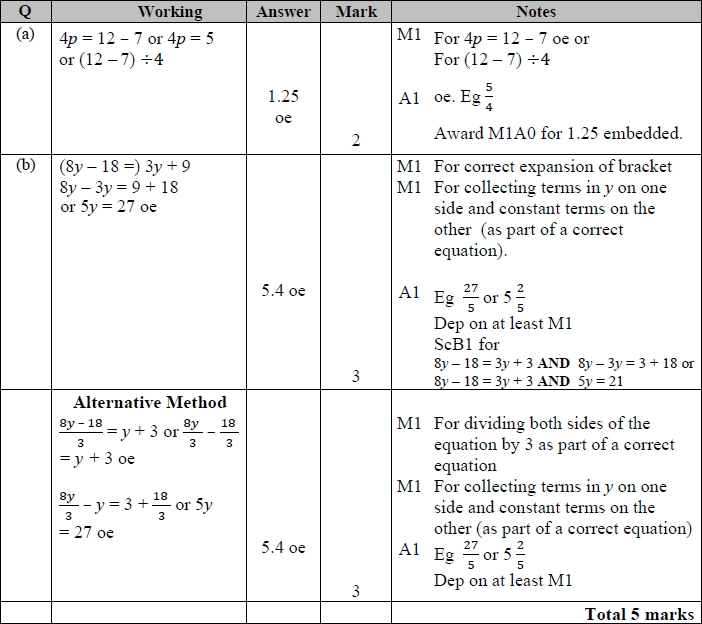 Q Working Answer Mark Notes
(a) 4p = 12 – 7 or 4p = 5
or (12 – 7) ÷4
1.25
oe
2
M1 For 4p = 12 – 7 oe or
For (12 – 7) ÷4
A1 oe. Eg 5/4
Award M1A0 for 1.25 embedded.
(b) (8y – 18 =) 3y + 9
8y – 3y = 9 + 18
or 5y = 27 oe
5.4 oe
3
M1 For correct expansion of bracket
M1 For collecting terms in y on one
side and constant terms on the
other (as part of a correct
equation).
A1 Eg 27/5 or 5 2/5
Dep on at least M1
ScB1 for
8y – 18 = 3y + 3 AND 8y – 3y = 3 + 18 or
8y – 18 = 3y + 3 AND 5y = 21
Alternative Method
8y – 18/3 = y + 3 or 8y/3 – 18/3
= y + 3 oe
8y/3 – y = 3 + 18/3 or 5y
= 27 oe
5.4 oe
3
M1 For dividing both sides of the
equation by 3 as part of a correct
equation
M1 For collecting terms in y on one
side and constant terms on the
other (as part of a correct equation)
A1 Eg 27/5 or 5 2/5
Dep on at least M1
Total 5 marks